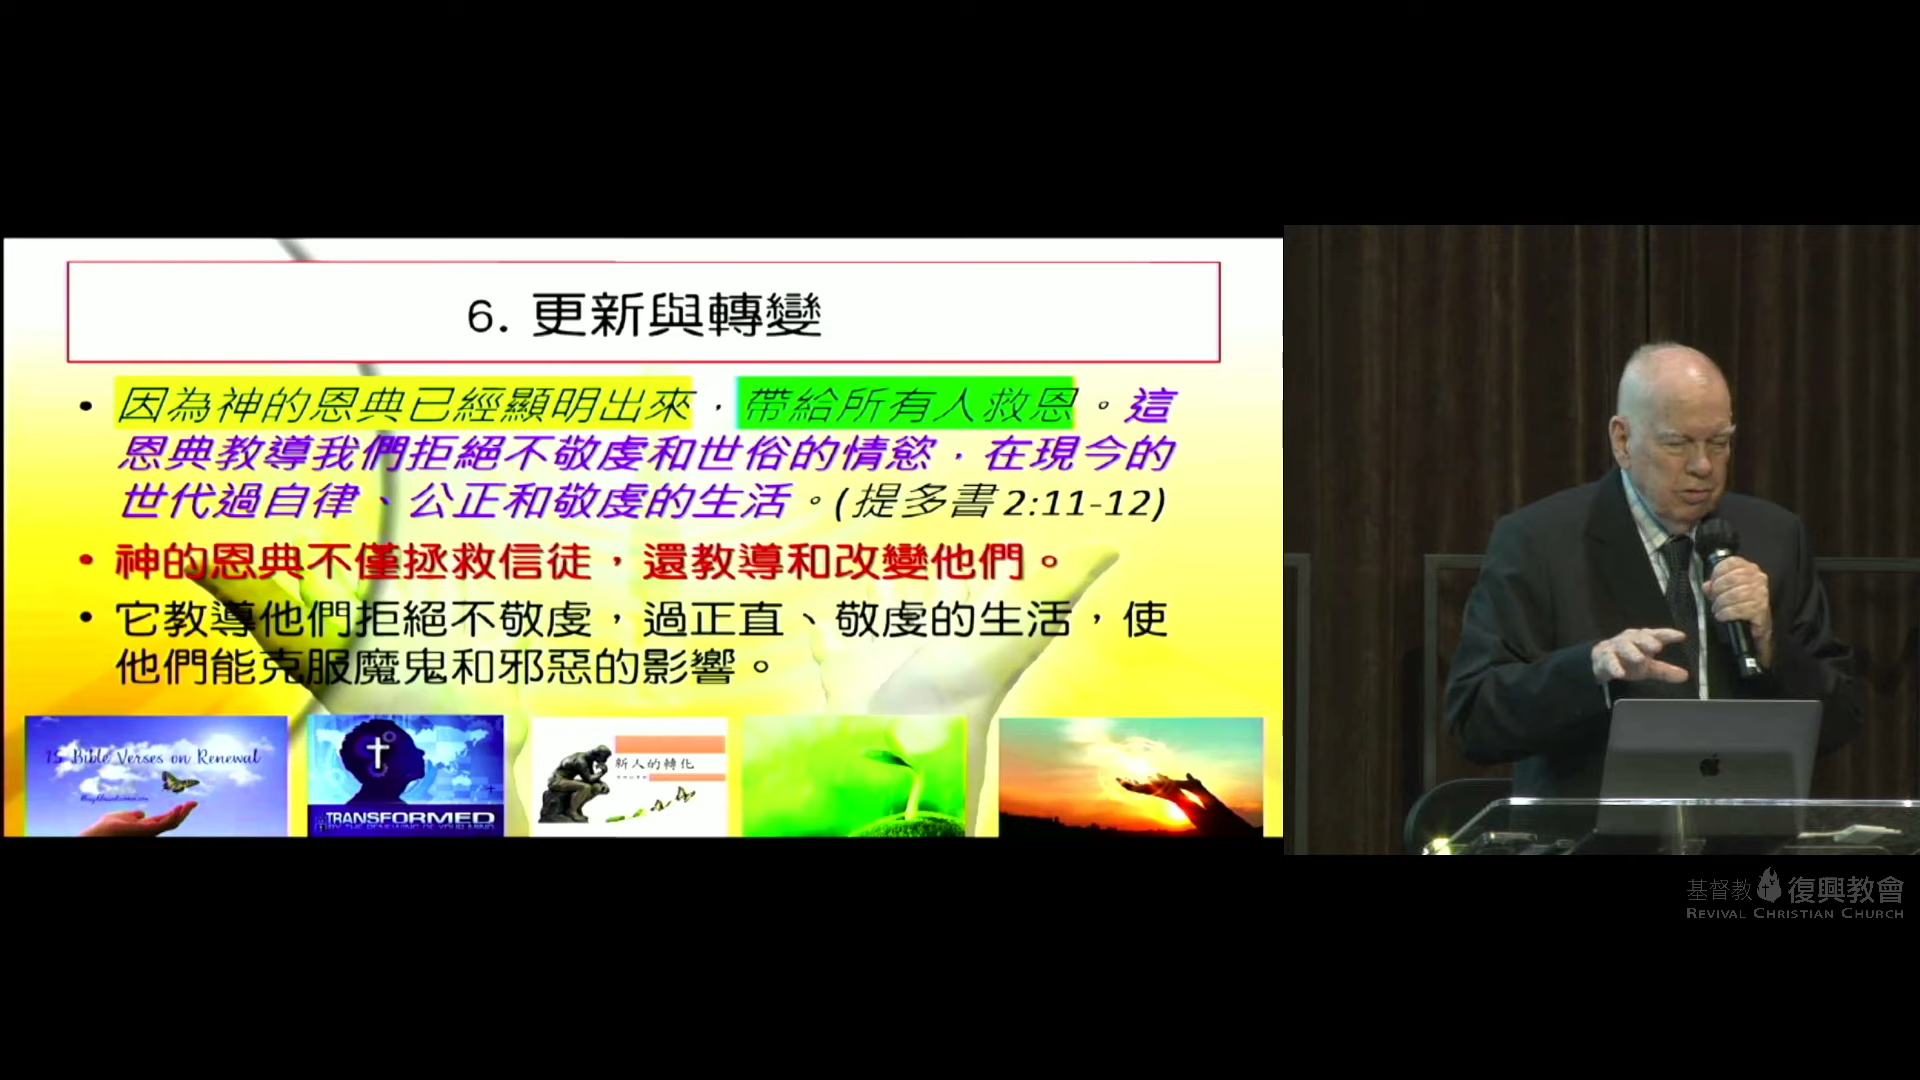 6. 更新與轉變
• 因為神的恩典已經顯明出來，帶給所有人救恩。這
恩典教導我們拒絕不敬虔和世俗的情慾，在現今的
世代過自律、公正和敬虔的生活。(提多書 2:11-12)
• 神的恩典不僅拯救信徒，還教導和改變他們。
• 它教導他們拒絕不敬虔，過正直、敬虔的生活，使
他們能克服魔鬼和邪惡的影響。
15 Bible Verses on Renewal
TRANSFORMED
BY THE RENEWING OF YOUR MIND
新人的轉化
基督教 復興教會
REVIVAL CHRISTIAN CHURCH